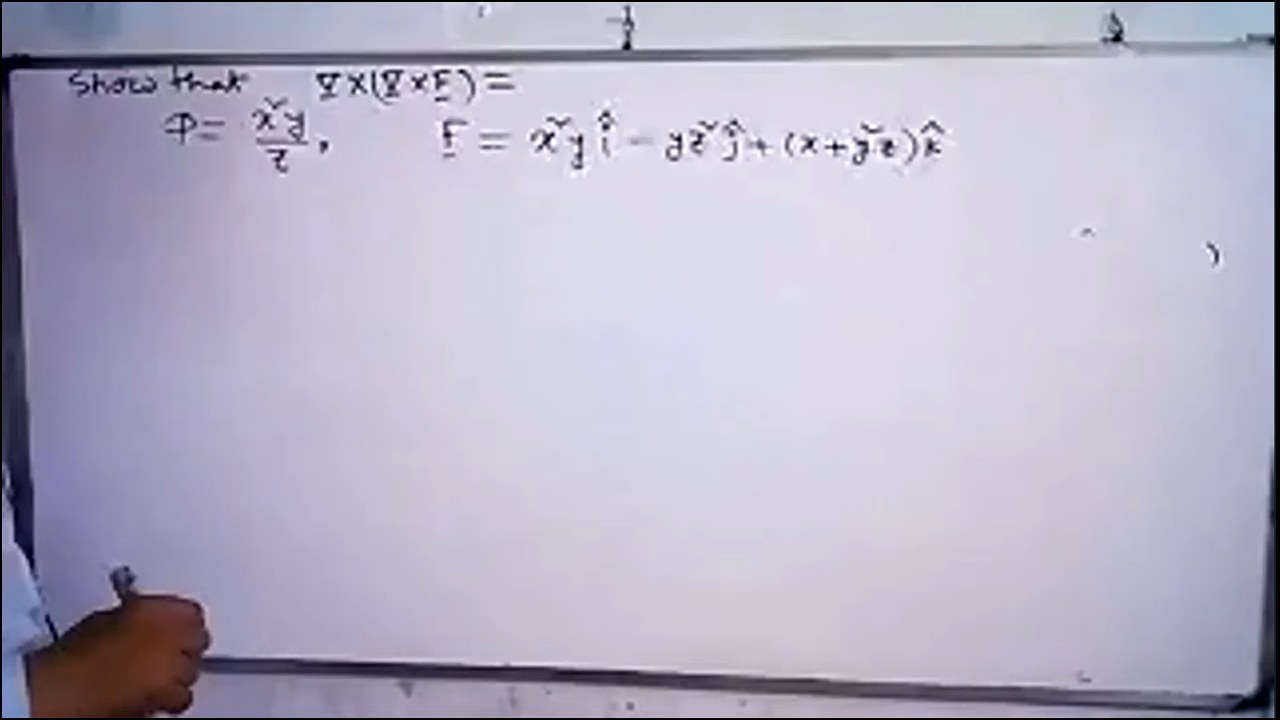 Show that ∇×(∇×F) =
Φ = x²y/z, F = x²y î − yz² ĵ + (x+y²z) k̂